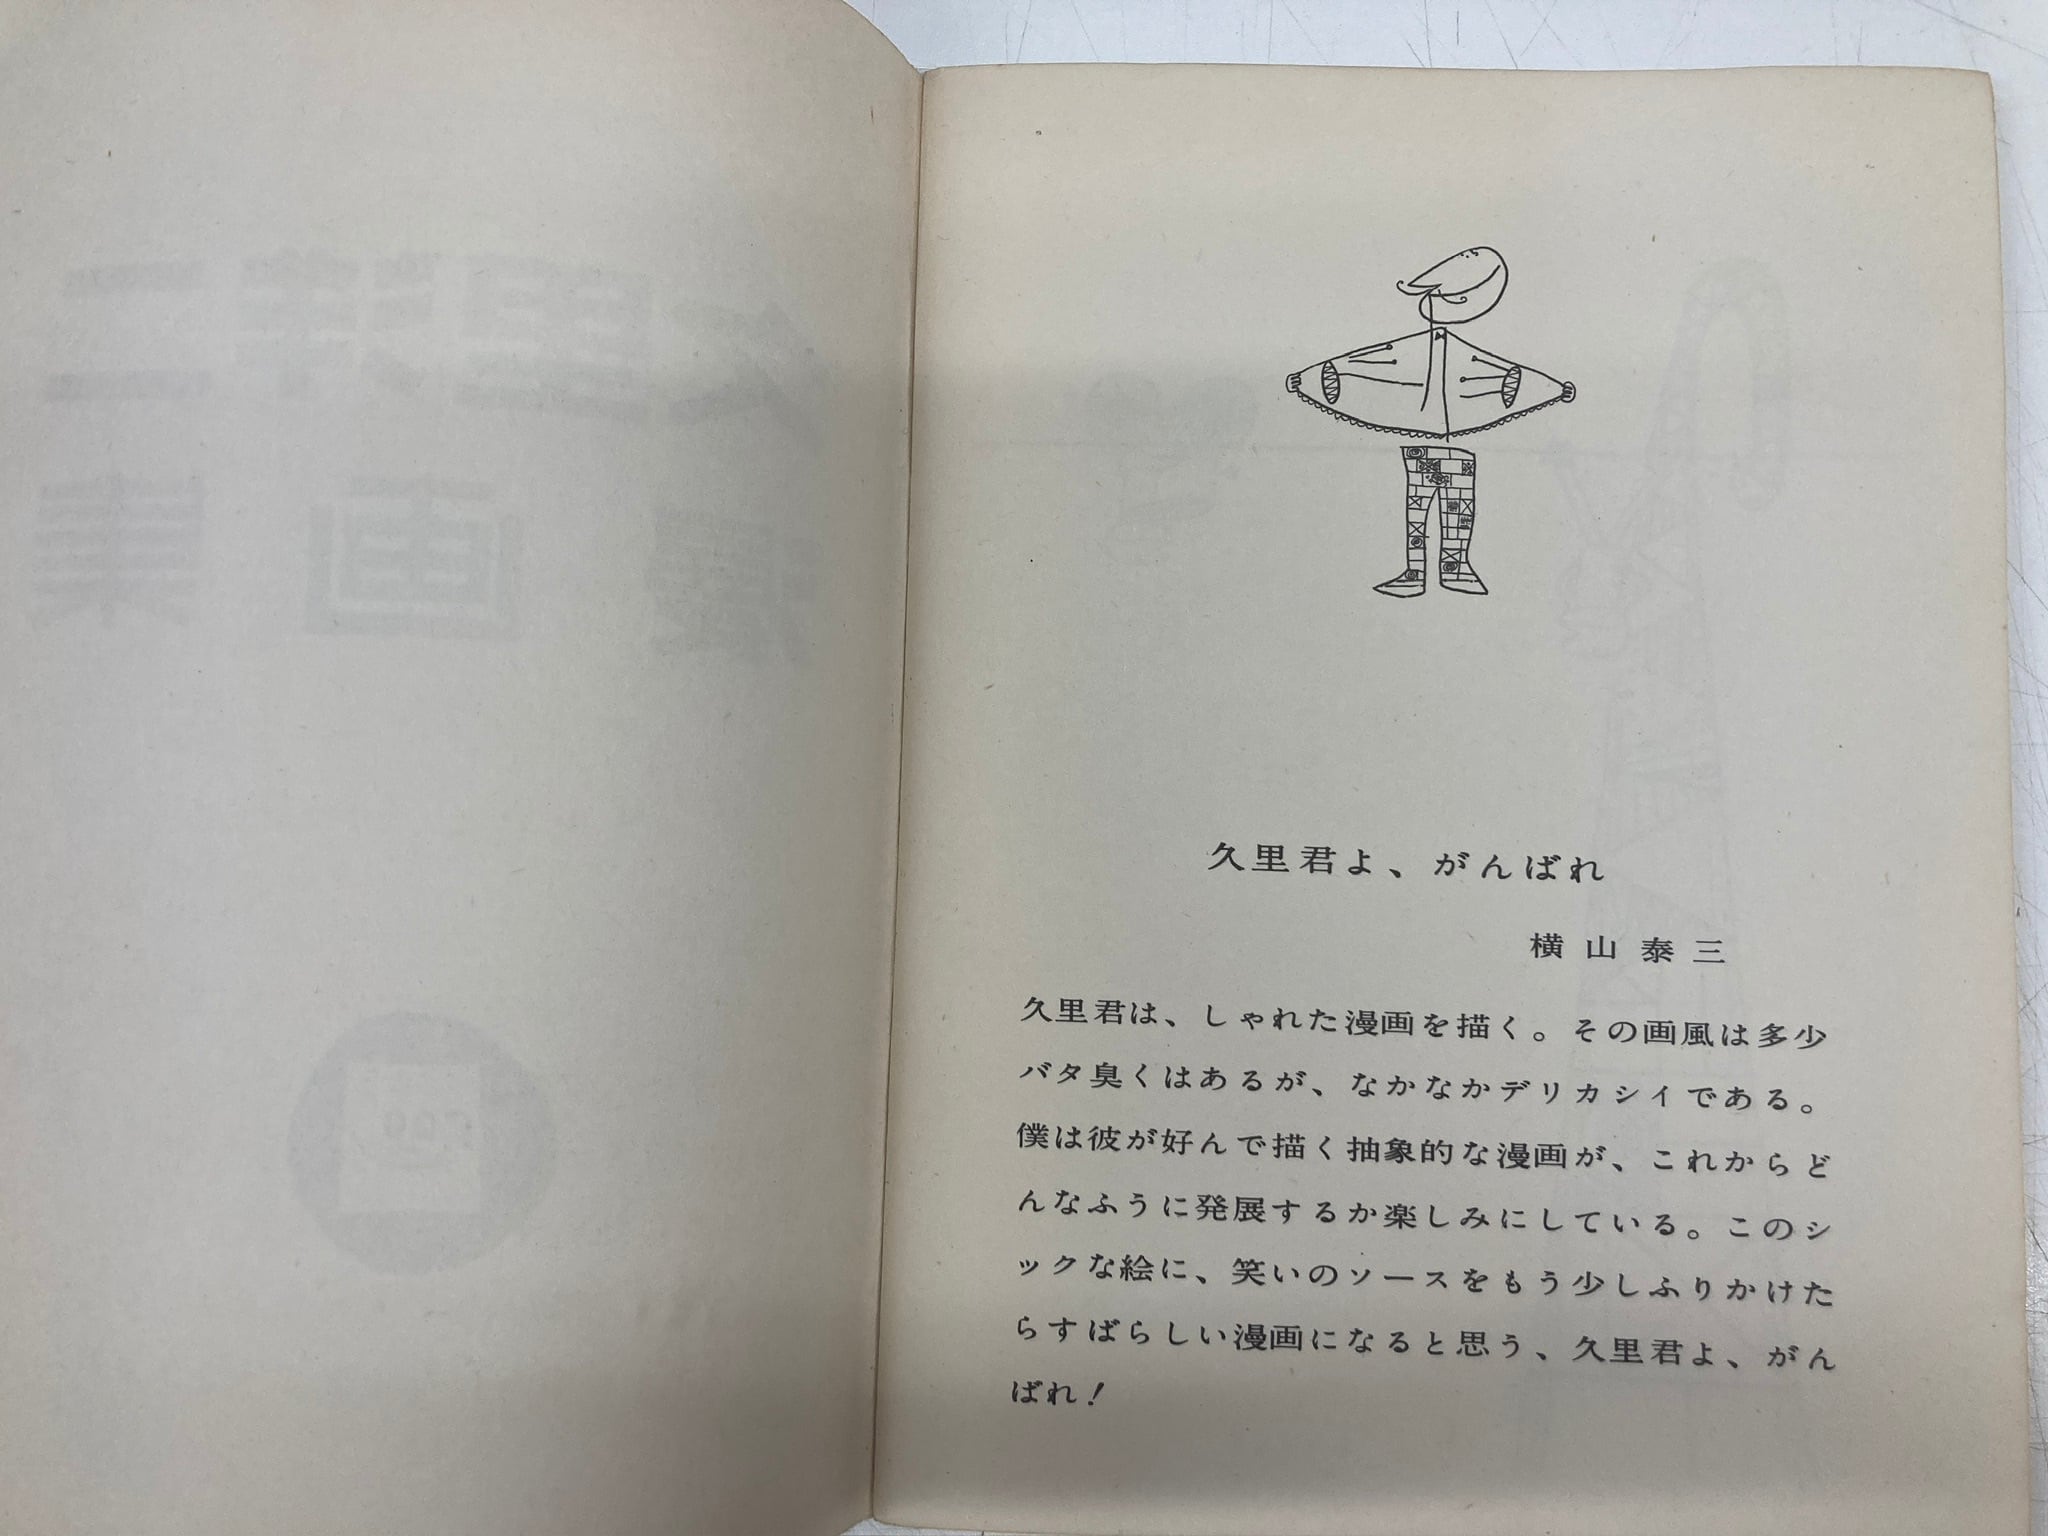 久里君よ、がんばれ
横山泰三
久里君は、しゃれた漫画を描く。その画風は多少
バタ臭くはあるが、なかなかデリカシイである。
僕は彼が好んで描く抽象的な漫画が、これからど
んなふうに発展するか楽しみにしている。このシ
ックな絵に、笑いのソースをもう少しふりかけた
らすばらしい漫画になると思う、久里君よ、がん
ばれ！